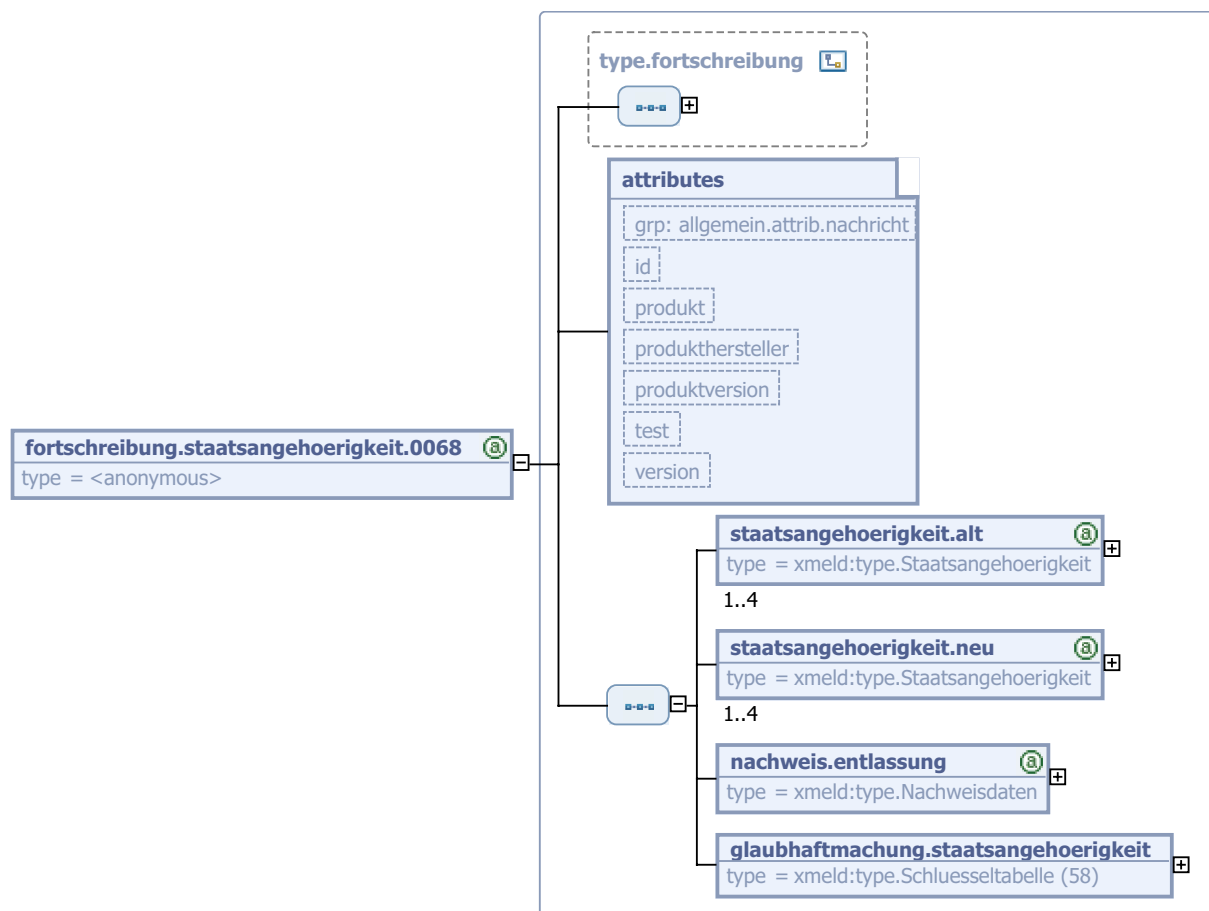 type.fortschreibung
attributes
grp: allgemein.attrib.nachricht
id
produkt
produkthersteller
produktversion
test
version
fortschreibung.staatsangehoerigkeit.0068
type = <anonymous>
staatsangehoerigkeit.alt
type = xmeld:type.Staatsangehoerigkeit
1..4
staatsangehoerigkeit.neu
type = xmeld:type.Staatsangehoerigkeit
1..4
nachweis.entlassung
type = xmeld:type.Nachweisdaten
glaubhaftmachung.staatsangehoerigkeit
type = xmeld:type.Schluesseltabelle (58)